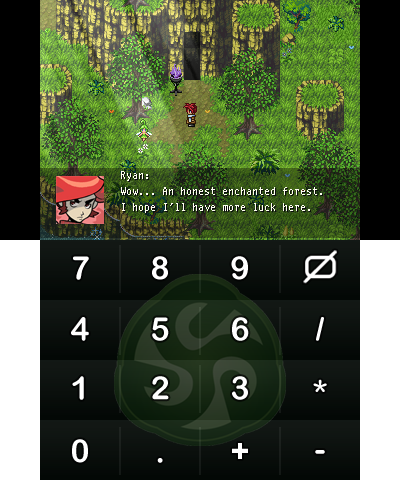 Ryan:
Wow... An honest enchanted forest.
I hope I'll have more luck here.
7 8 9
4 5 6 /
1 2 3 *
0 . + -